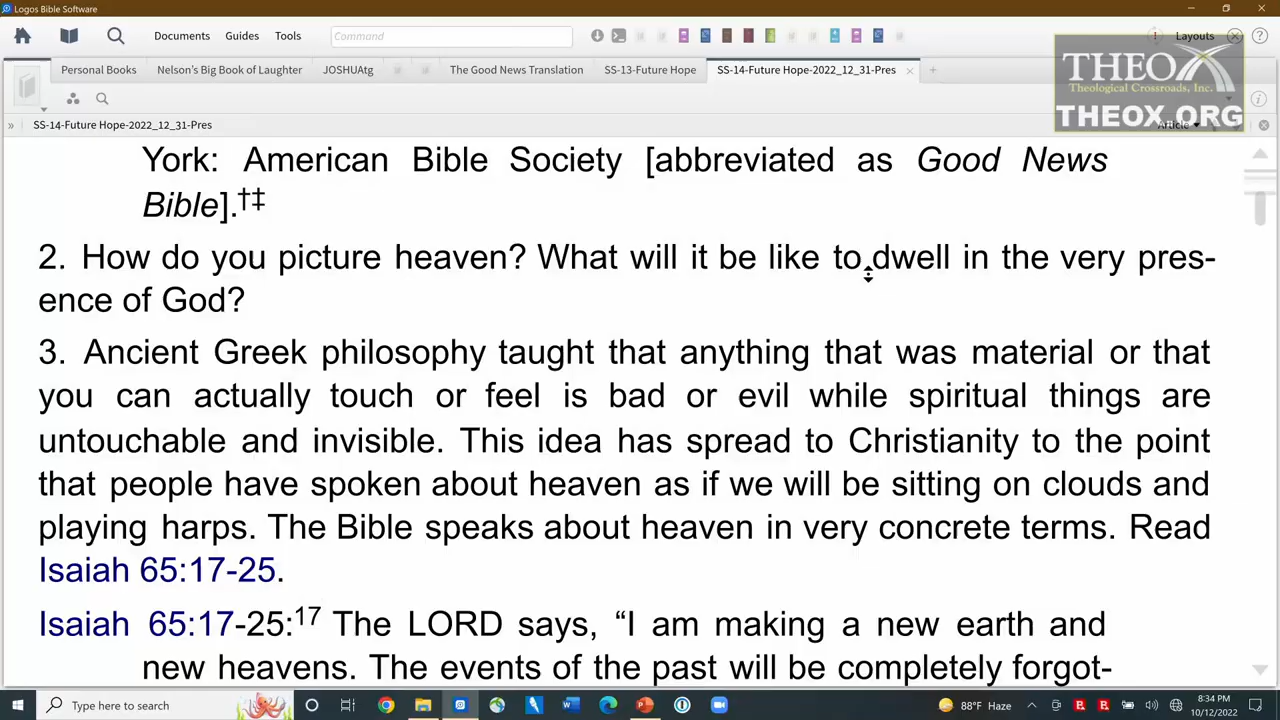 Logos Bible Software
Documents Guides Tools Command Layouts
Personal Books Nelson's Big Book of Laughter JOSHUAtg The Good News Translation SS-13-Future Hope SS-14-Future Hope-2022_12_31-Pres
THEOX
Theological Crossroads, Inc.
THEOX.ORG
SS-14-Future Hope-2022_12_31-Pres Article
York: American Bible Society [abbreviated as Good News
Bible].†‡
2. How do you picture heaven? What will it be like to dwell in the very pres-
ence of God?
3. Ancient Greek philosophy taught that anything that was material or that
you can actually touch or feel is bad or evil while spiritual things are
untouchable and invisible. This idea has spread to Christianity to the point
that people have spoken about heaven as if we will be sitting on clouds and
playing harps. The Bible speaks about heaven in very concrete terms. Read
Isaiah 65:17-25.
Isaiah 65:17-25:17 The LORD says, “I am making a new earth and
new heavens. The events of the past will be completely forgot-
Type here to search
88°F Haze
8:34 PM
10/12/2022